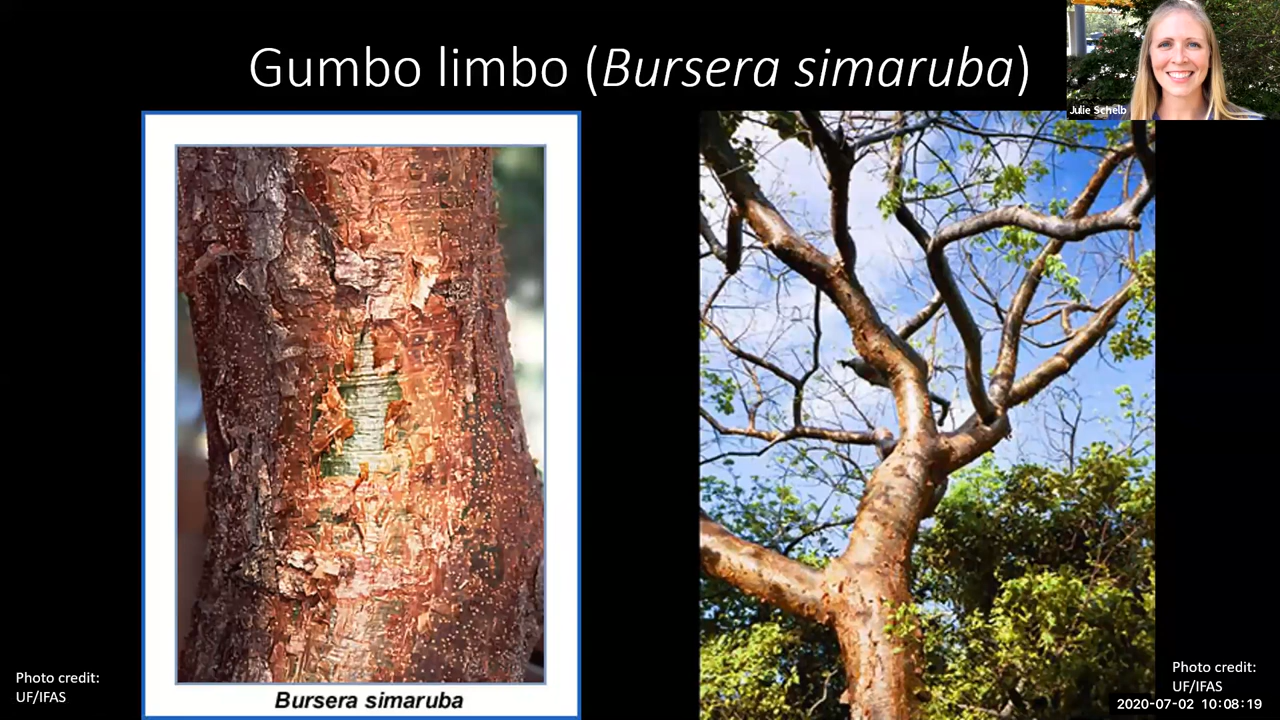 Gumbo limbo (Bursera simaruba)
Julie Schelb
Bursera simaruba
Photo credit:
UF/IFAS
Photo credit:
UF/IFAS
2020-07-02 10:08:19